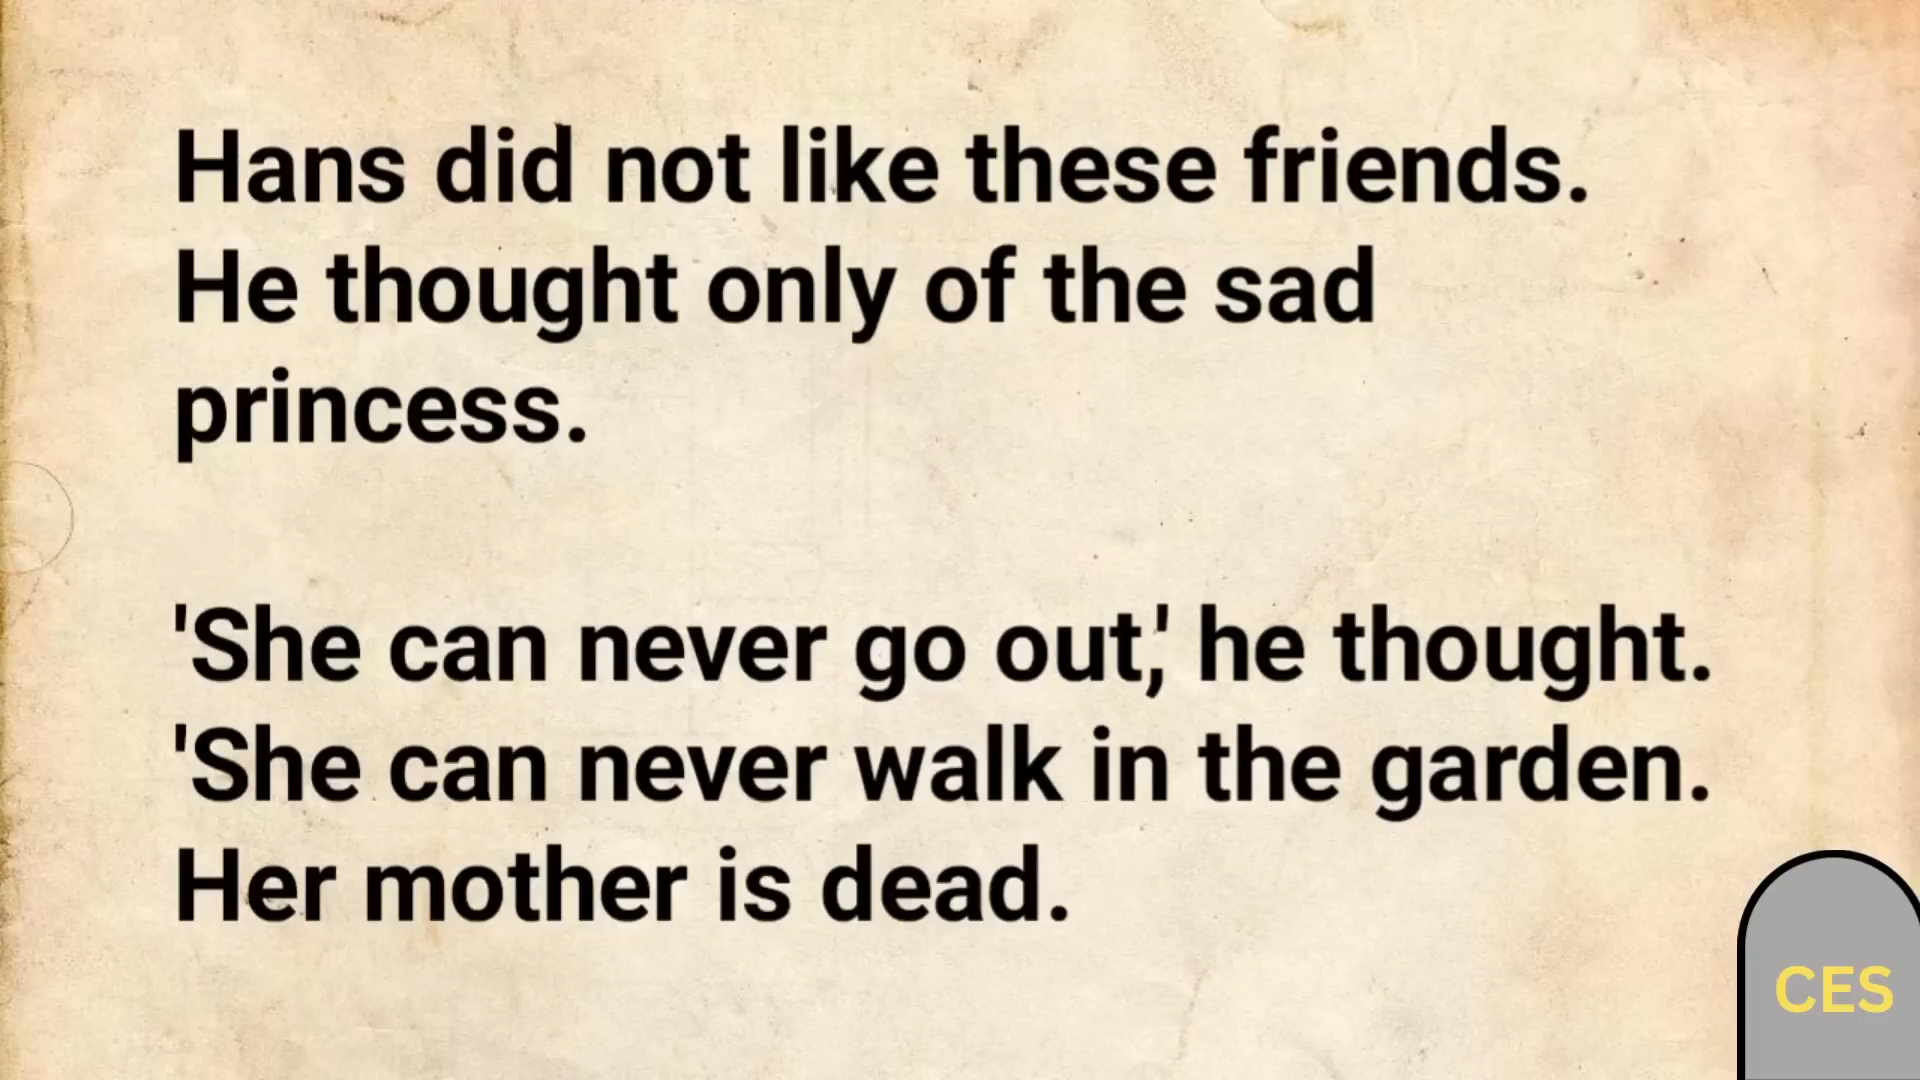 Hans did not like these friends.
He thought only of the sad
princess.
'She can never go out,' he thought.
'She can never walk in the garden.
Her mother is dead.
CES